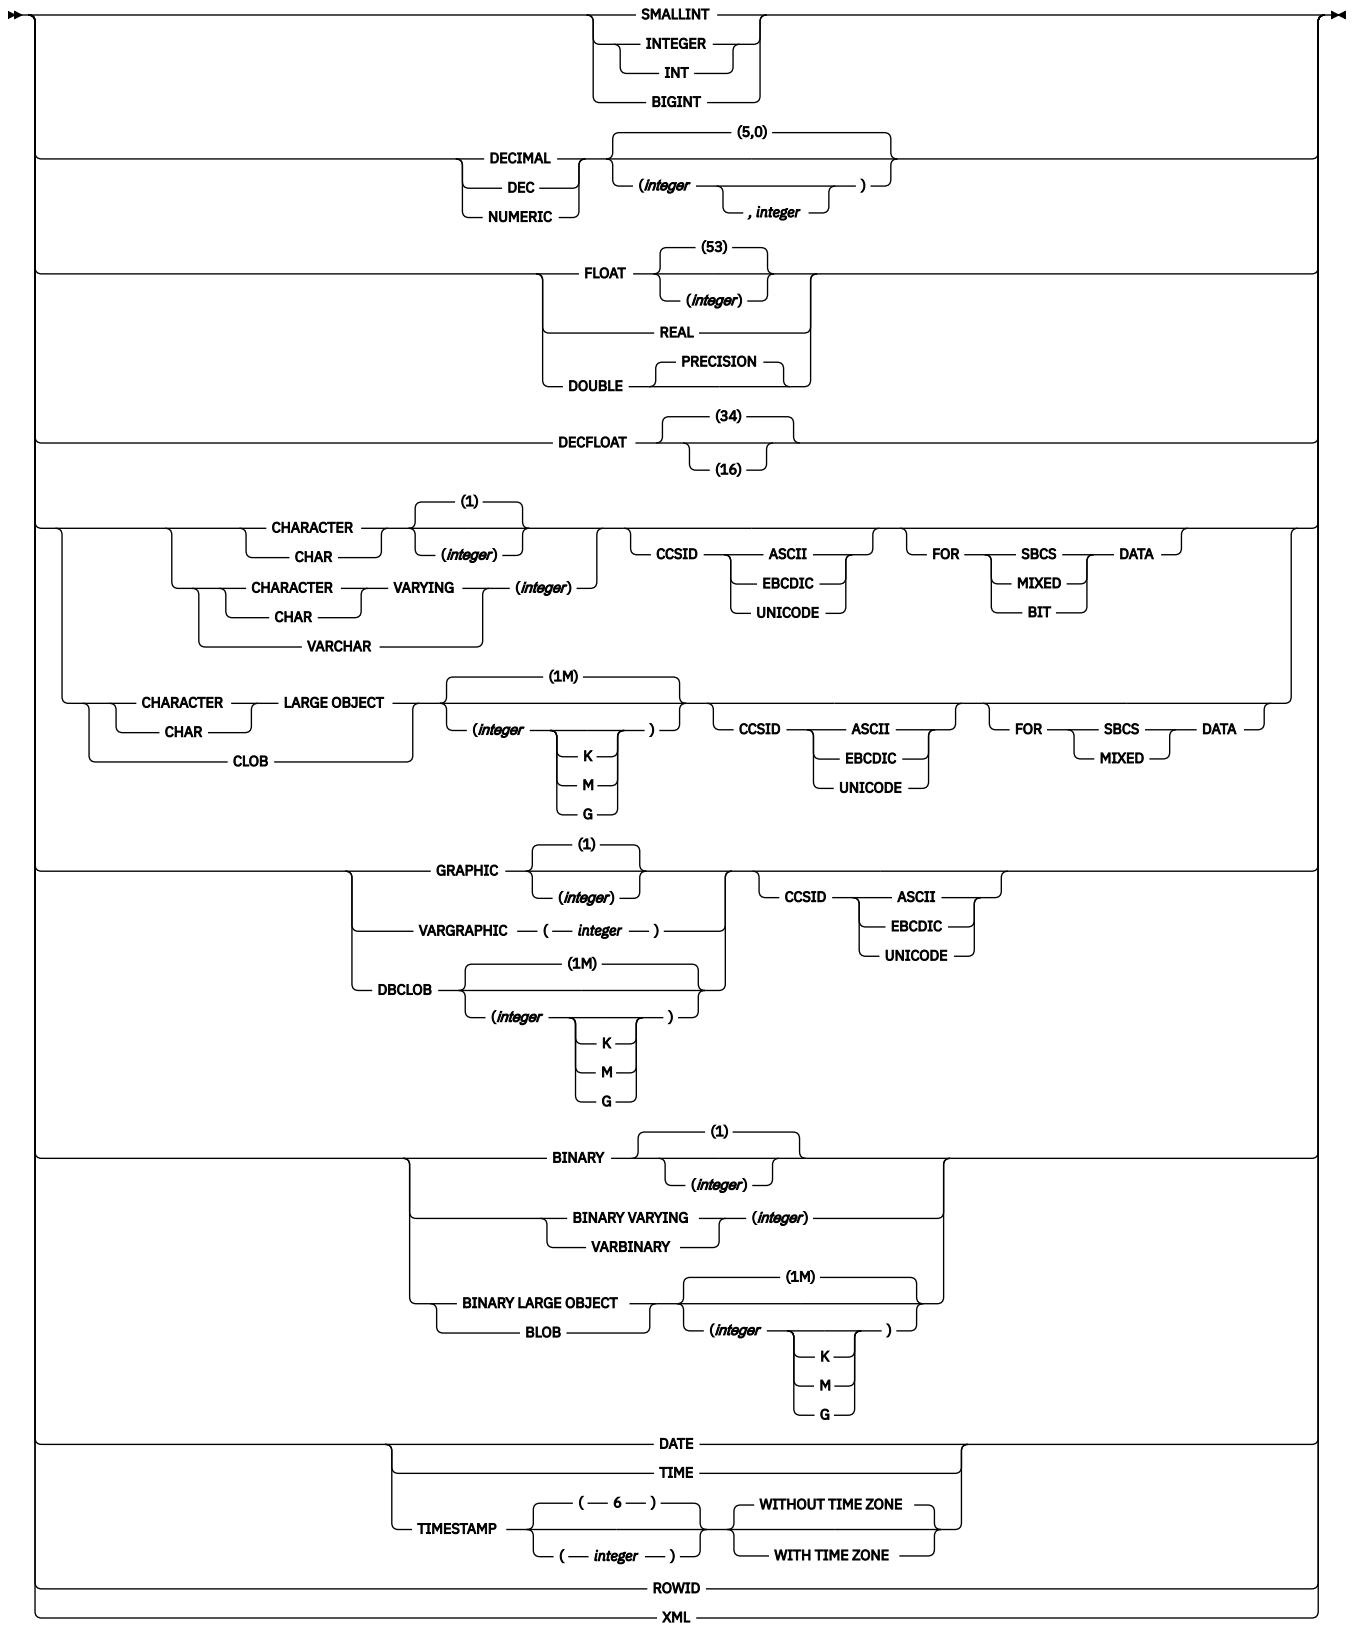 SMALLINT
INTEGER
INT
BIGINT
(5,0)
DECIMAL
DEC
(integer )
NUMERIC
, integer
(53)
FLOAT
(integer)
REAL
PRECISION
DOUBLE
(34)
DECFLOAT
(16)
(1)
CHARACTER
CHAR
(integer)
CCSID ASCII
EBCDIC
UNICODE
FOR SBCS DATA
MIXED
BIT
CHARACTER VARYING (integer)
CHAR
VARCHAR
(1M)
CHARACTER LARGE OBJECT
CHAR
CLOB
(integer )
K
M
G
CCSID ASCII
EBCDIC
UNICODE
FOR SBCS DATA
MIXED
(1)
GRAPHIC
(integer)
CCSID ASCII
EBCDIC
UNICODE
VARGRAPHIC ( integer )
(1M)
DBCLOB
(integer )
K
M
G
(1)
BINARY
(integer)
BINARY VARYING (integer)
VARBINARY
(1M)
BINARY LARGE OBJECT
BLOB
(integer )
K
M
G
DATE
TIME
( 6 )
WITHOUT TIME ZONE
TIMESTAMP
( integer )
WITH TIME ZONE
ROWID
XML